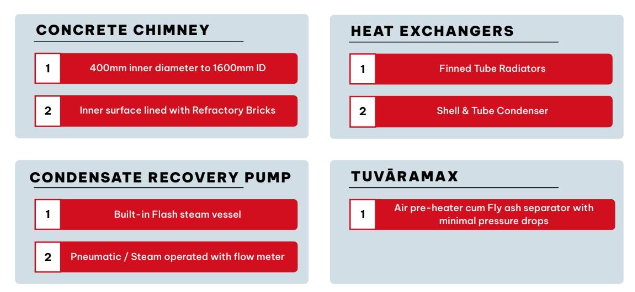 CONCRETE CHIMNEY
1
400mm inner diameter to 1600mm ID
2
Inner surface lined with Refractory Bricks
HEAT EXCHANGERS
1
Finned Tube Radiators
2
Shell & Tube Condenser
CONDENSATE RECOVERY PUMP
1
Built-in Flash steam vessel
2
Pneumatic / Steam operated with flow meter
TUVĀRAMAX
1
Air pre-heater cum Fly ash separator with
minimal pressure drops